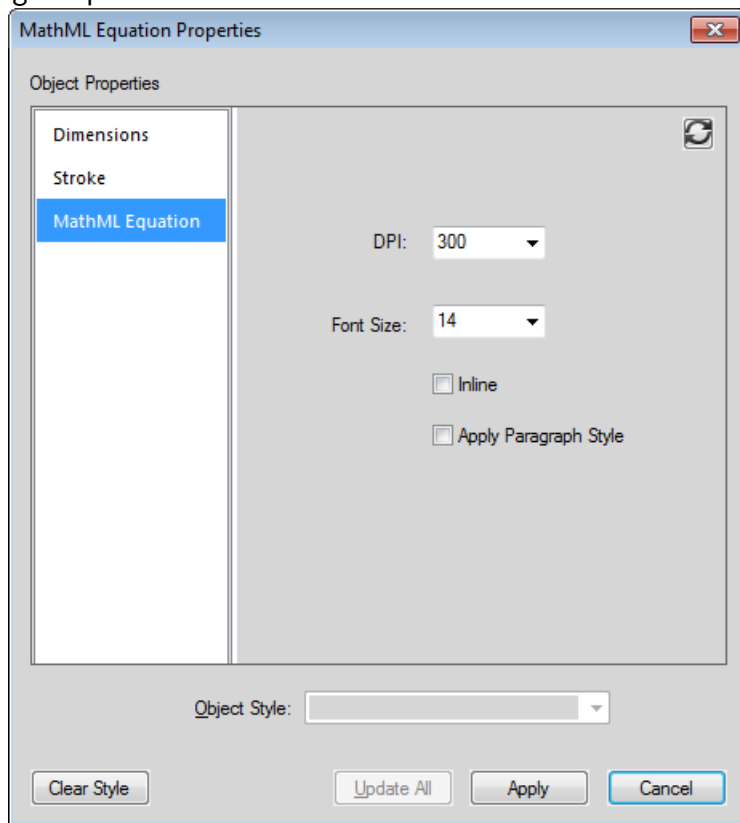 MathML Equation Properties
Object Properties
Dimensions
Stroke
MathML Equation
DPI: 300
Font Size: 14
Inline
Apply Paragraph Style
Object Style:
Clear Style Update All Apply Cancel